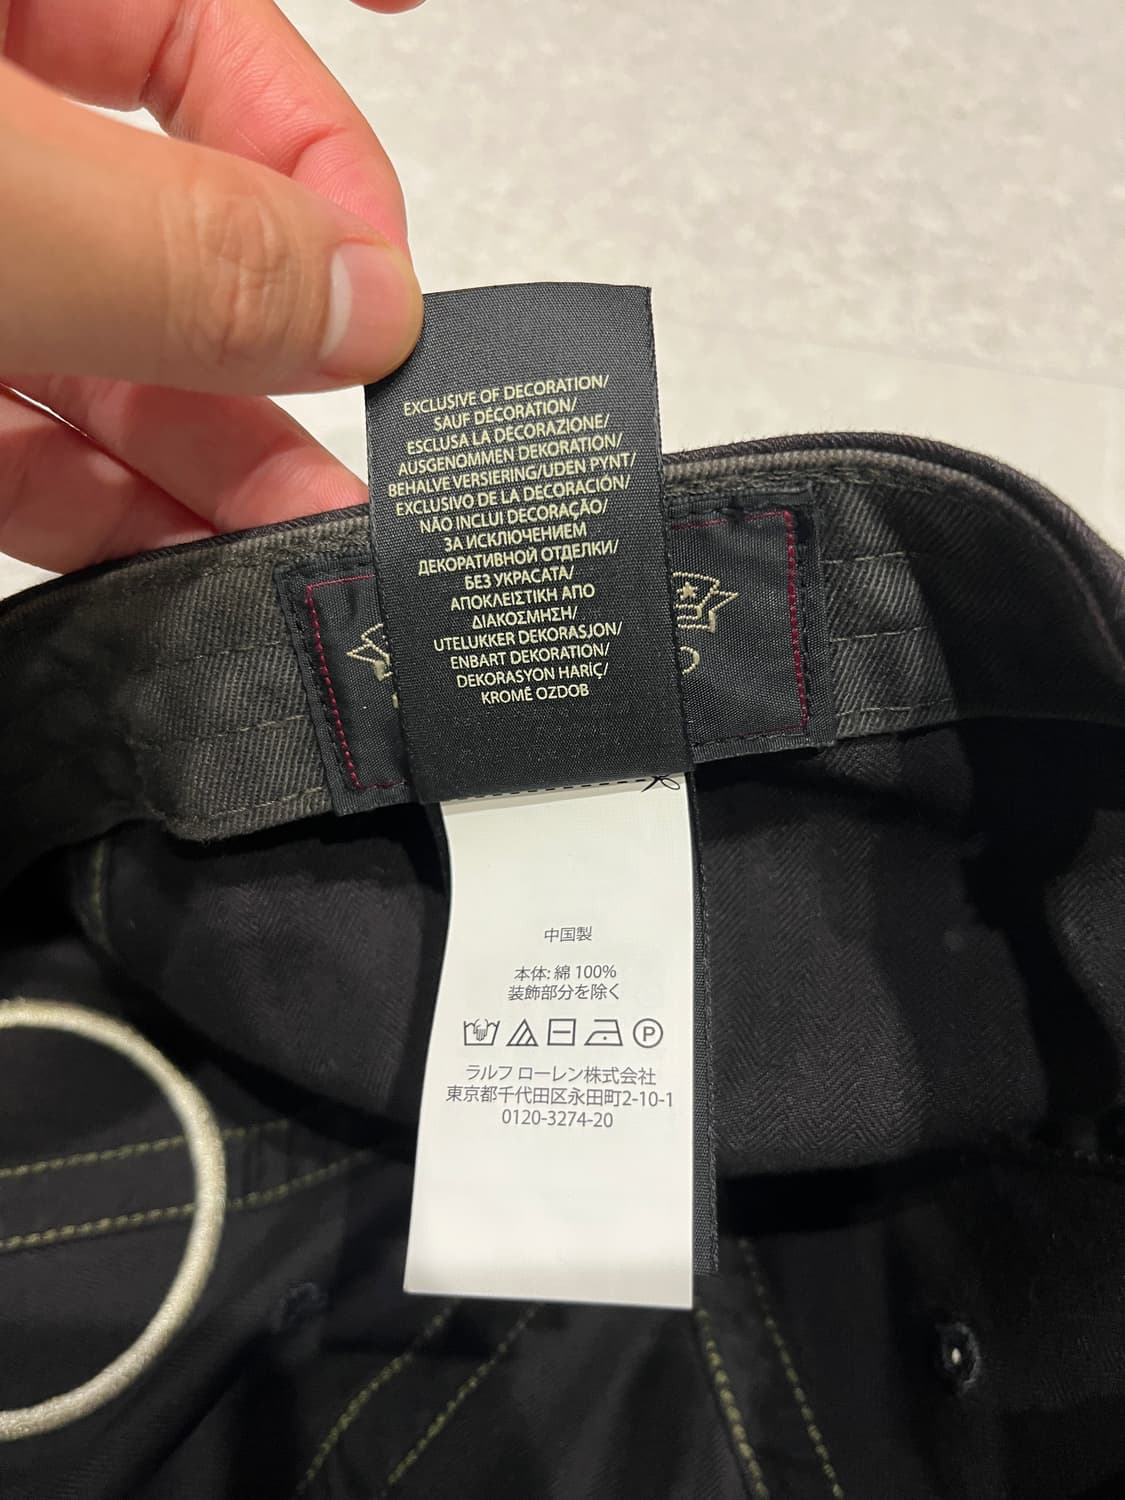 EXCLUSIVE OF DECORATION/
SAUF DÉCORATION/
ESCLUSA LA DECORAZIONE/
AUSGENOMMEN DEKORATION/
BEHALVE VERSIERING/UDEN PYNT/
EXCLUSIVO DE LA DECORACIÓN/
NÃO INCLUI DECORAÇÃO/
ЗА ИСКЛЮЧЕНИЕМ
ДЕКОРАТИВНОЙ ОТДЕЛКИ/
БЕЗ УКРАСАТА/
ΑΠΟΚΛΕΙΣΤΙΚΗ ΑΠΟ
ΔΙΑΚΟΣΜΗΣΗ/
UTELUKKER DEKORASJON/
ENBART DEKORATION/
DEKORASYON HARİÇ/
KROMĚ OZDOB
中国製
本体: 綿 100%
装飾部分を除く
P
ラルフ ローレン株式会社
東京都千代田区永田町2-10-1
0120-3274-20